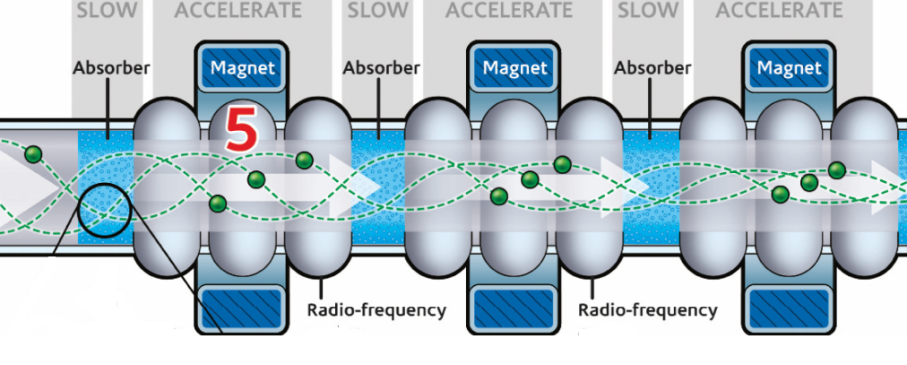 SLOW ACCELERATE SLOW ACCELERATE SLOW ACCELERATE
Absorber Magnet Absorber Magnet Absorber Magnet
5
Radio-frequency Radio-frequency